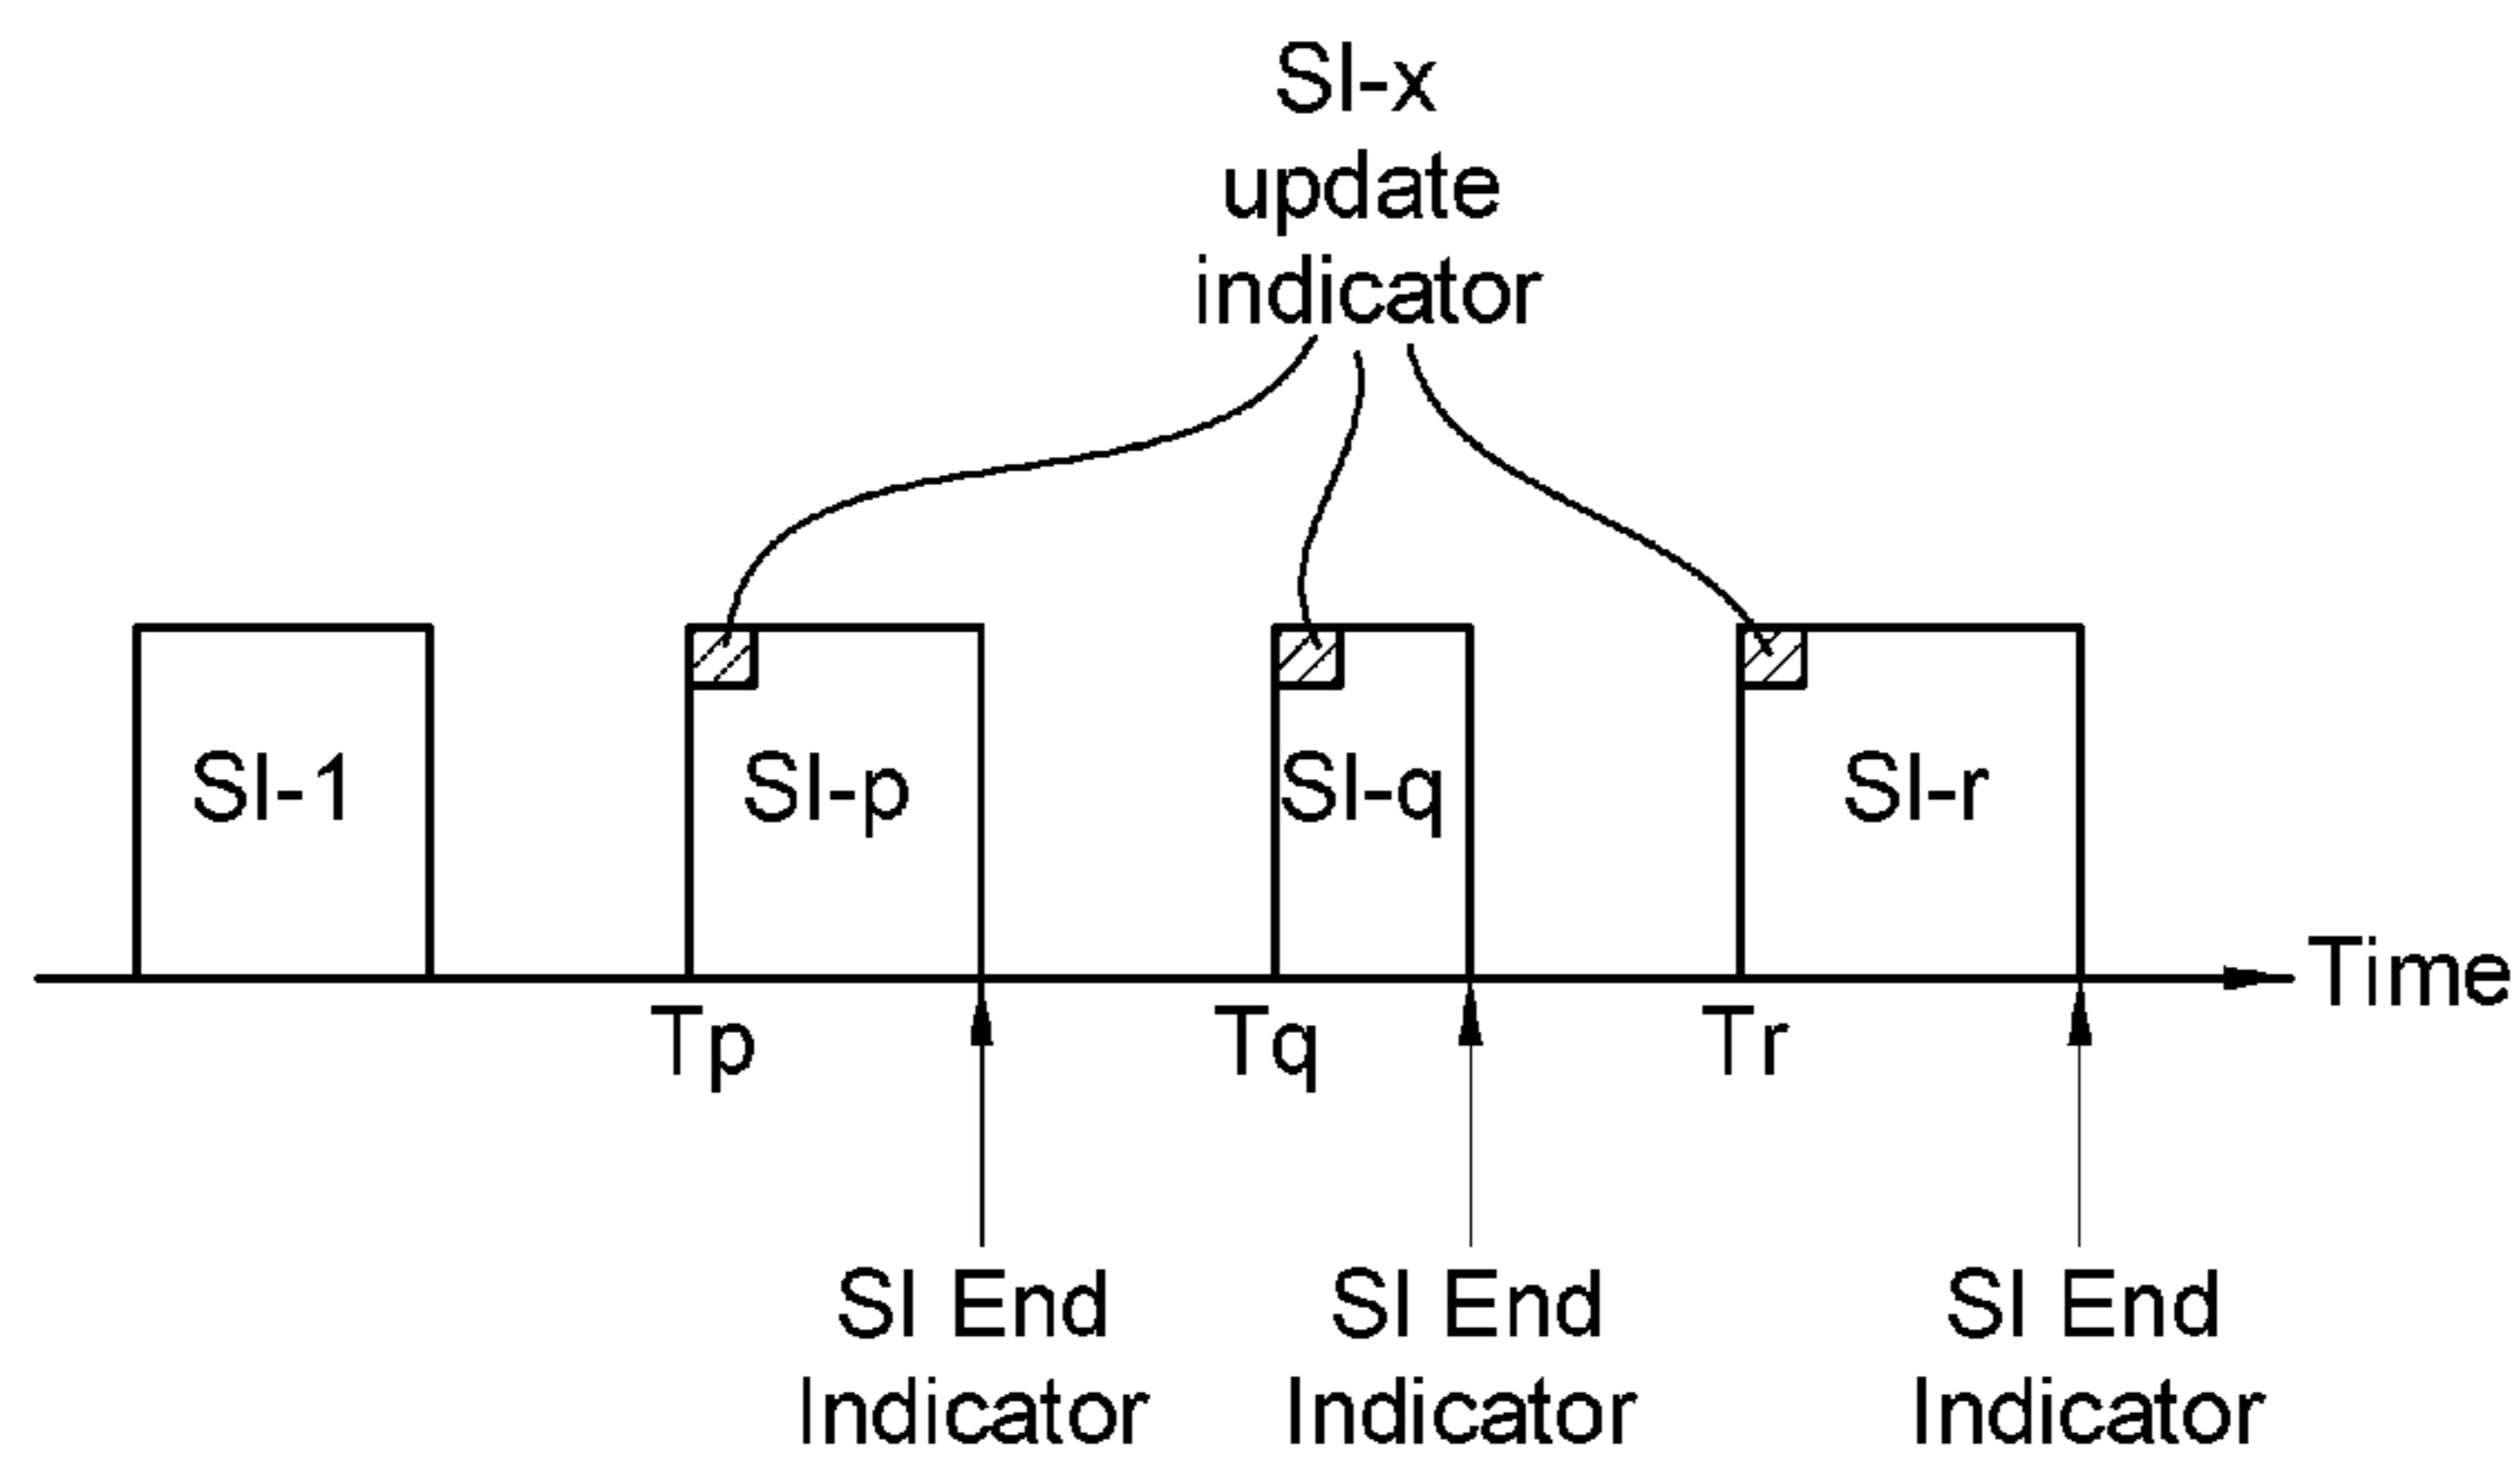 SI-x
update
indicator
SI-1
SI-p
SI-q
SI-r
Time
Tp
Tq
Tr
SI End
Indicator
SI End
Indicator
SI End
Indicator